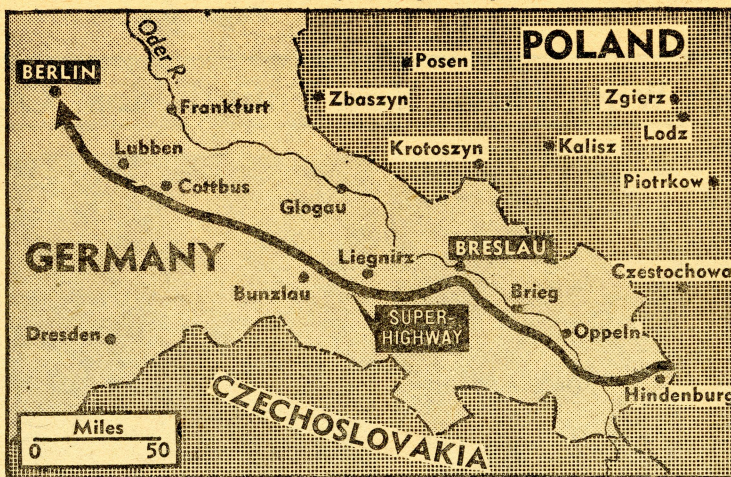 Oder R.
POLAND
BERLIN
Posen
Zbaszyn
Zgierz
Frankfurt
Lodz
Lubben
Krotoszyn
Kalisz
Cottbus
Piotrkow
Glogau
GERMANY
Liegnitz
BRESLAU
Bunzlau
Brieg
Czestochowa
SUPER-
HIGHWAY
Dresden
Oppeln
Hindenburg
CZECHOSLOVAKIA
Miles
0 50